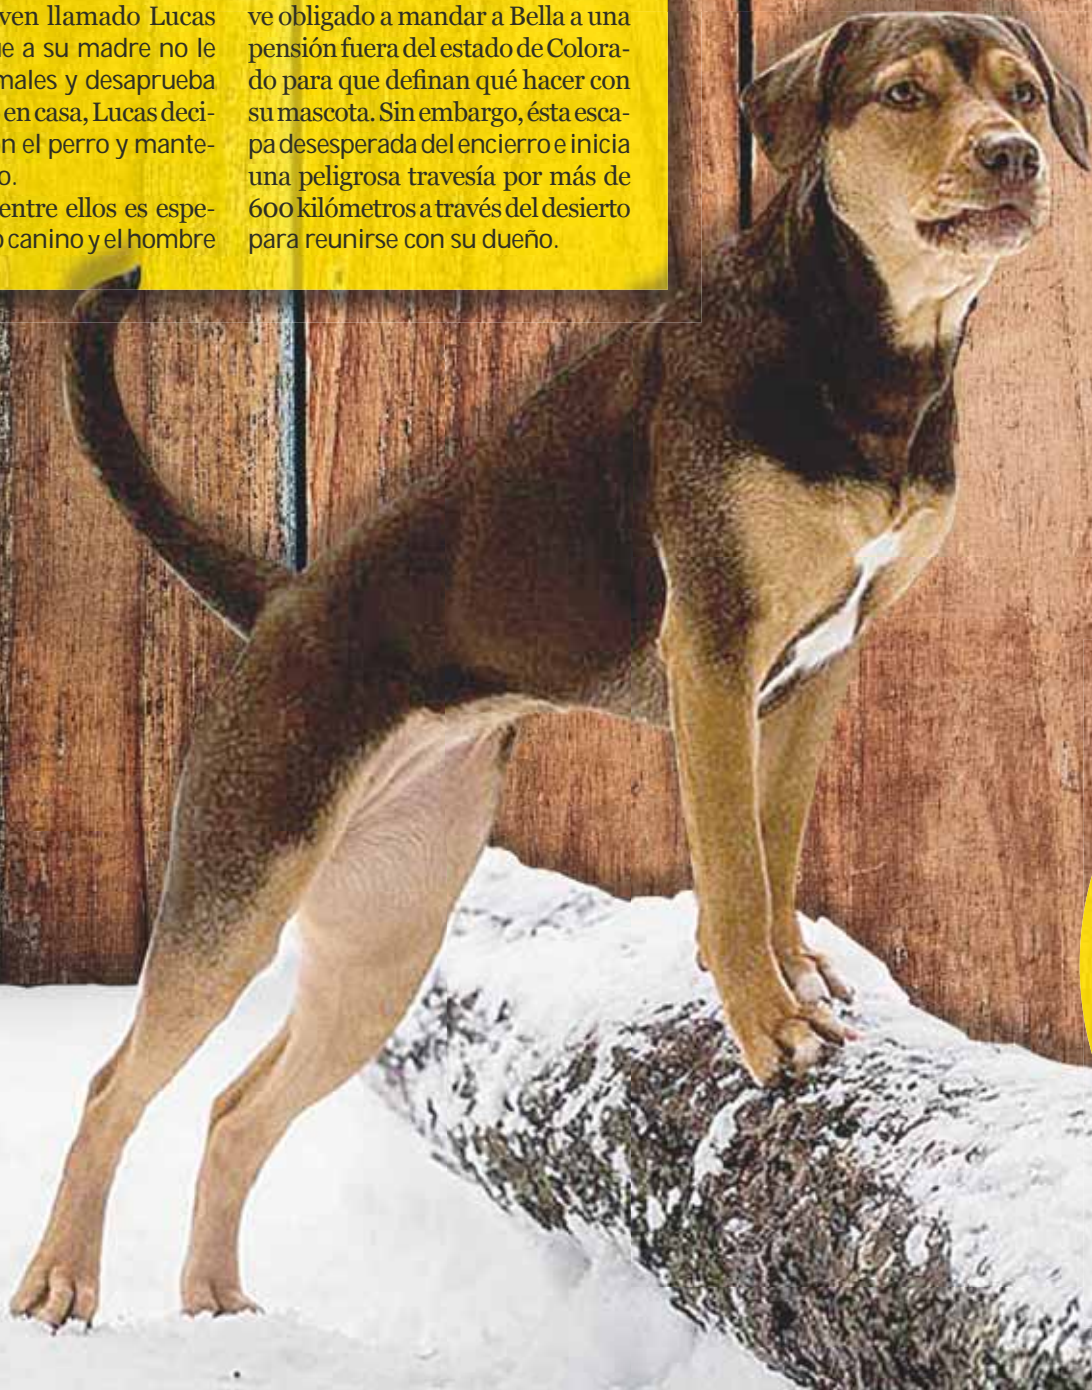 ven llamado Lucas
e a su madre no le
males y desaprueba
en casa, Lucas deci-
n el perro y mante-
o.
entre ellos es espe-
o canino y el hombre
ve obligado a mandar a Bella a una
pensión fuera del estado de Colora-
do para que definan qué hacer con
su mascota. Sin embargo, ésta esca-
pa desesperada del encierro e inicia
una peligrosa travesía por más de
600 kilómetros a través del desierto
para reunirse con su dueño.